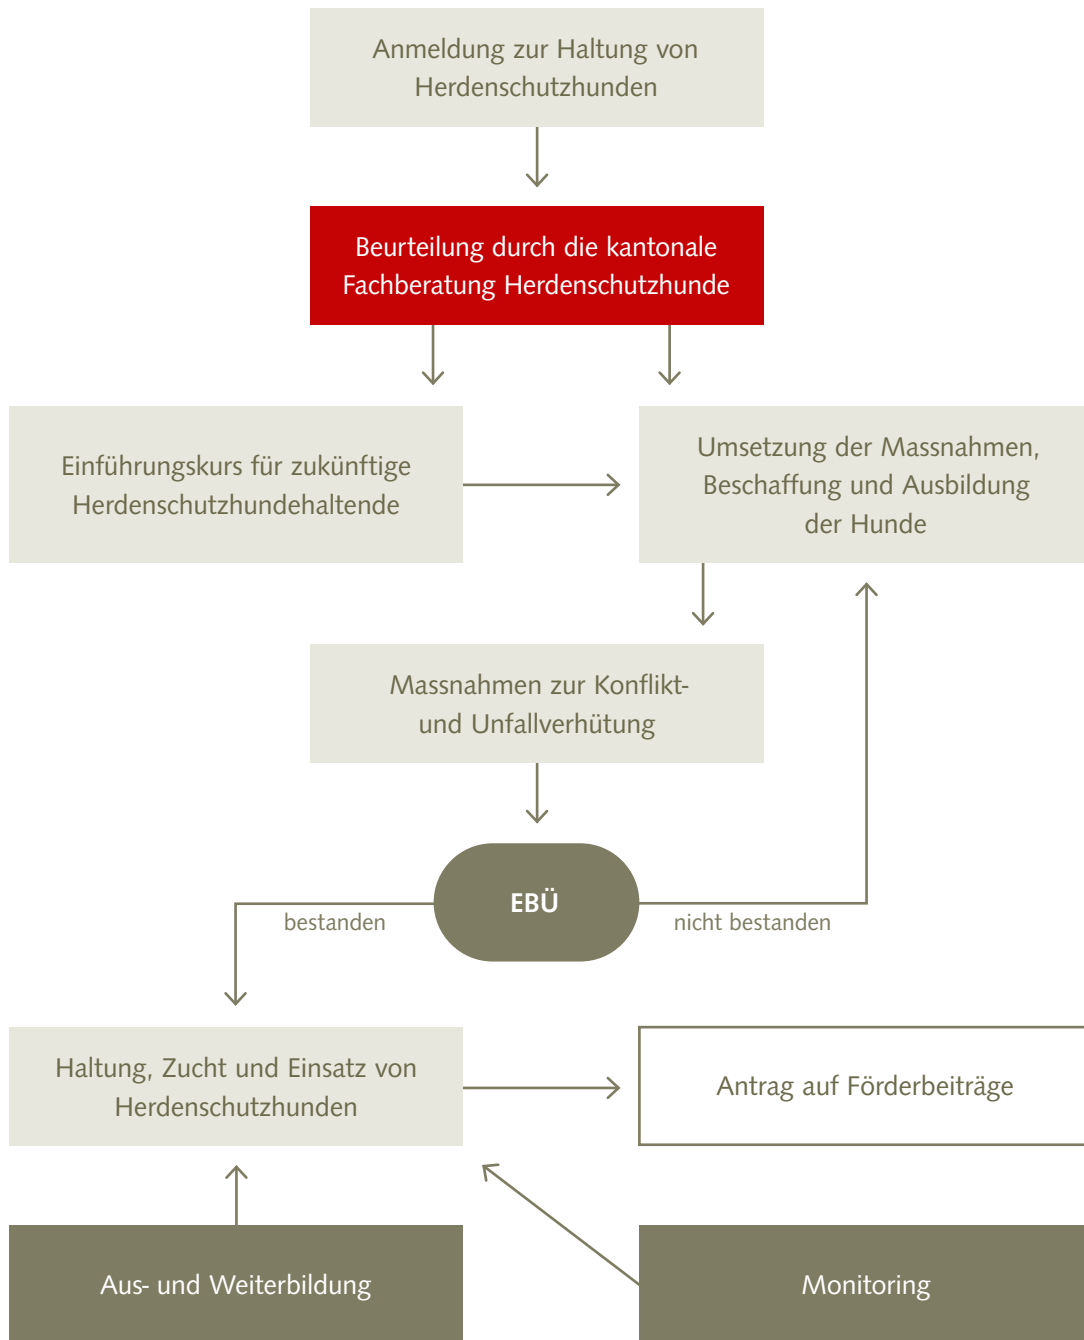 Anmeldung zur Haltung von
Herdenschutzhunden
Beurteilung durch die kantonale
Fachberatung Herdenschutzhunde
Einführungskurs für zukünftige
Herdenschutzhundehaltende
Umsetzung der Massnahmen,
Beschaffung und Ausbildung
der Hunde
Massnahmen zur Konflikt-
und Unfallverhütung
EBÜ
bestanden
nicht bestanden
Haltung, Zucht und Einsatz von
Herdenschutzhunden
Antrag auf Förderbeiträge
Aus- und Weiterbildung
Monitoring